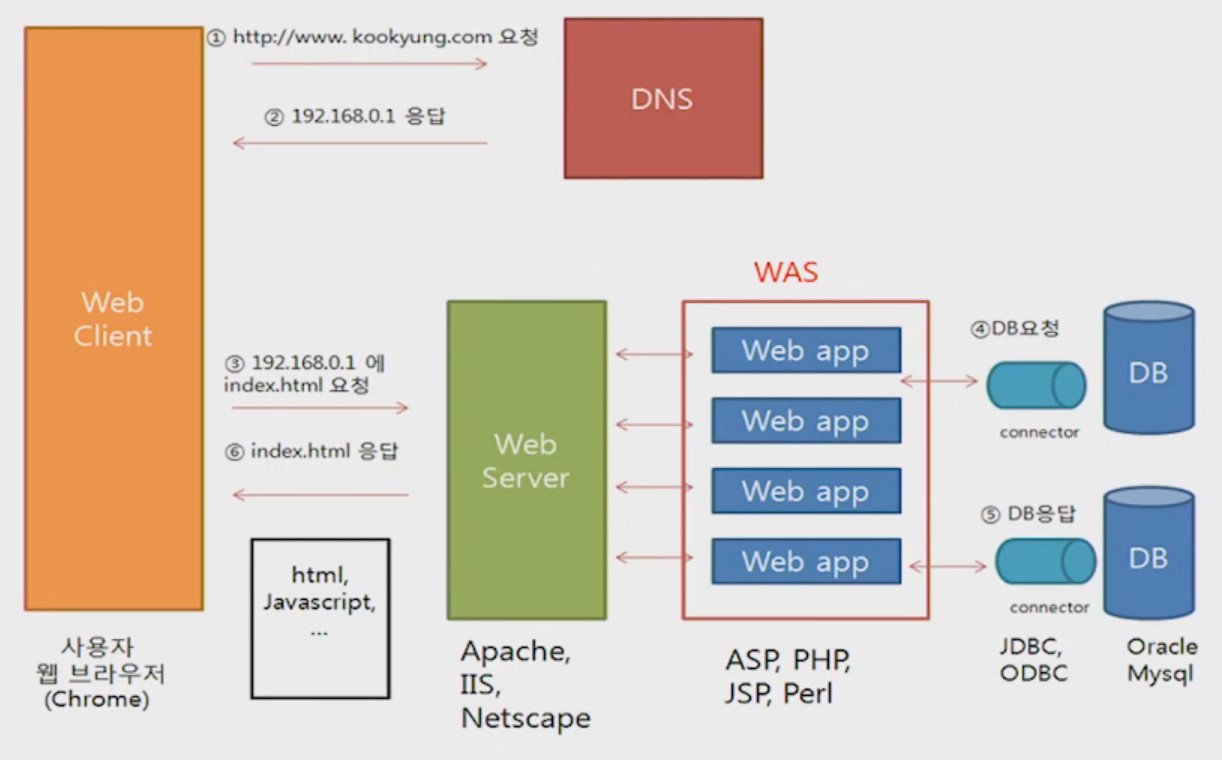 ① http://www. kookyung.com 요청
DNS
② 192.168.0.1 응답
Web
Client
WAS
③ 192.168.0.1 에
index.html 요청
⑥ index.html 응답
Web
Server
Web app
Web app
Web app
Web app
④DB요청
connector
DB
⑤ DB응답
connector
DB
html,
Javascript,
...
사용자
웹 브라우저
(Chrome)
Apache,
IIS,
Netscape
ASP, PHP,
JSP, Perl
JDBC,
ODBC
Oracle
Mysql